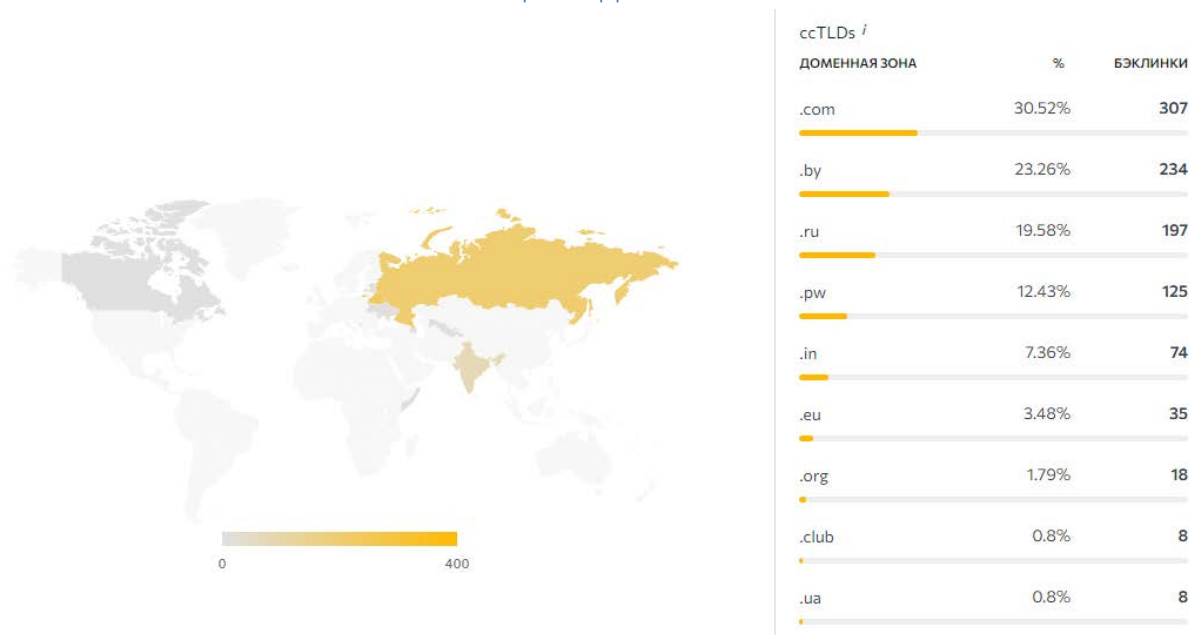 ccTLDs i
ДОМЕННАЯ ЗОНА % БЭКЛИНКИ
.com 30.52% 307
.by 23.26% 234
.ru 19.58% 197
.pw 12.43% 125
.in 7.36% 74
.eu 3.48% 35
.org 1.79% 18
.club 0.8% 8
.ua 0.8% 8
0 400